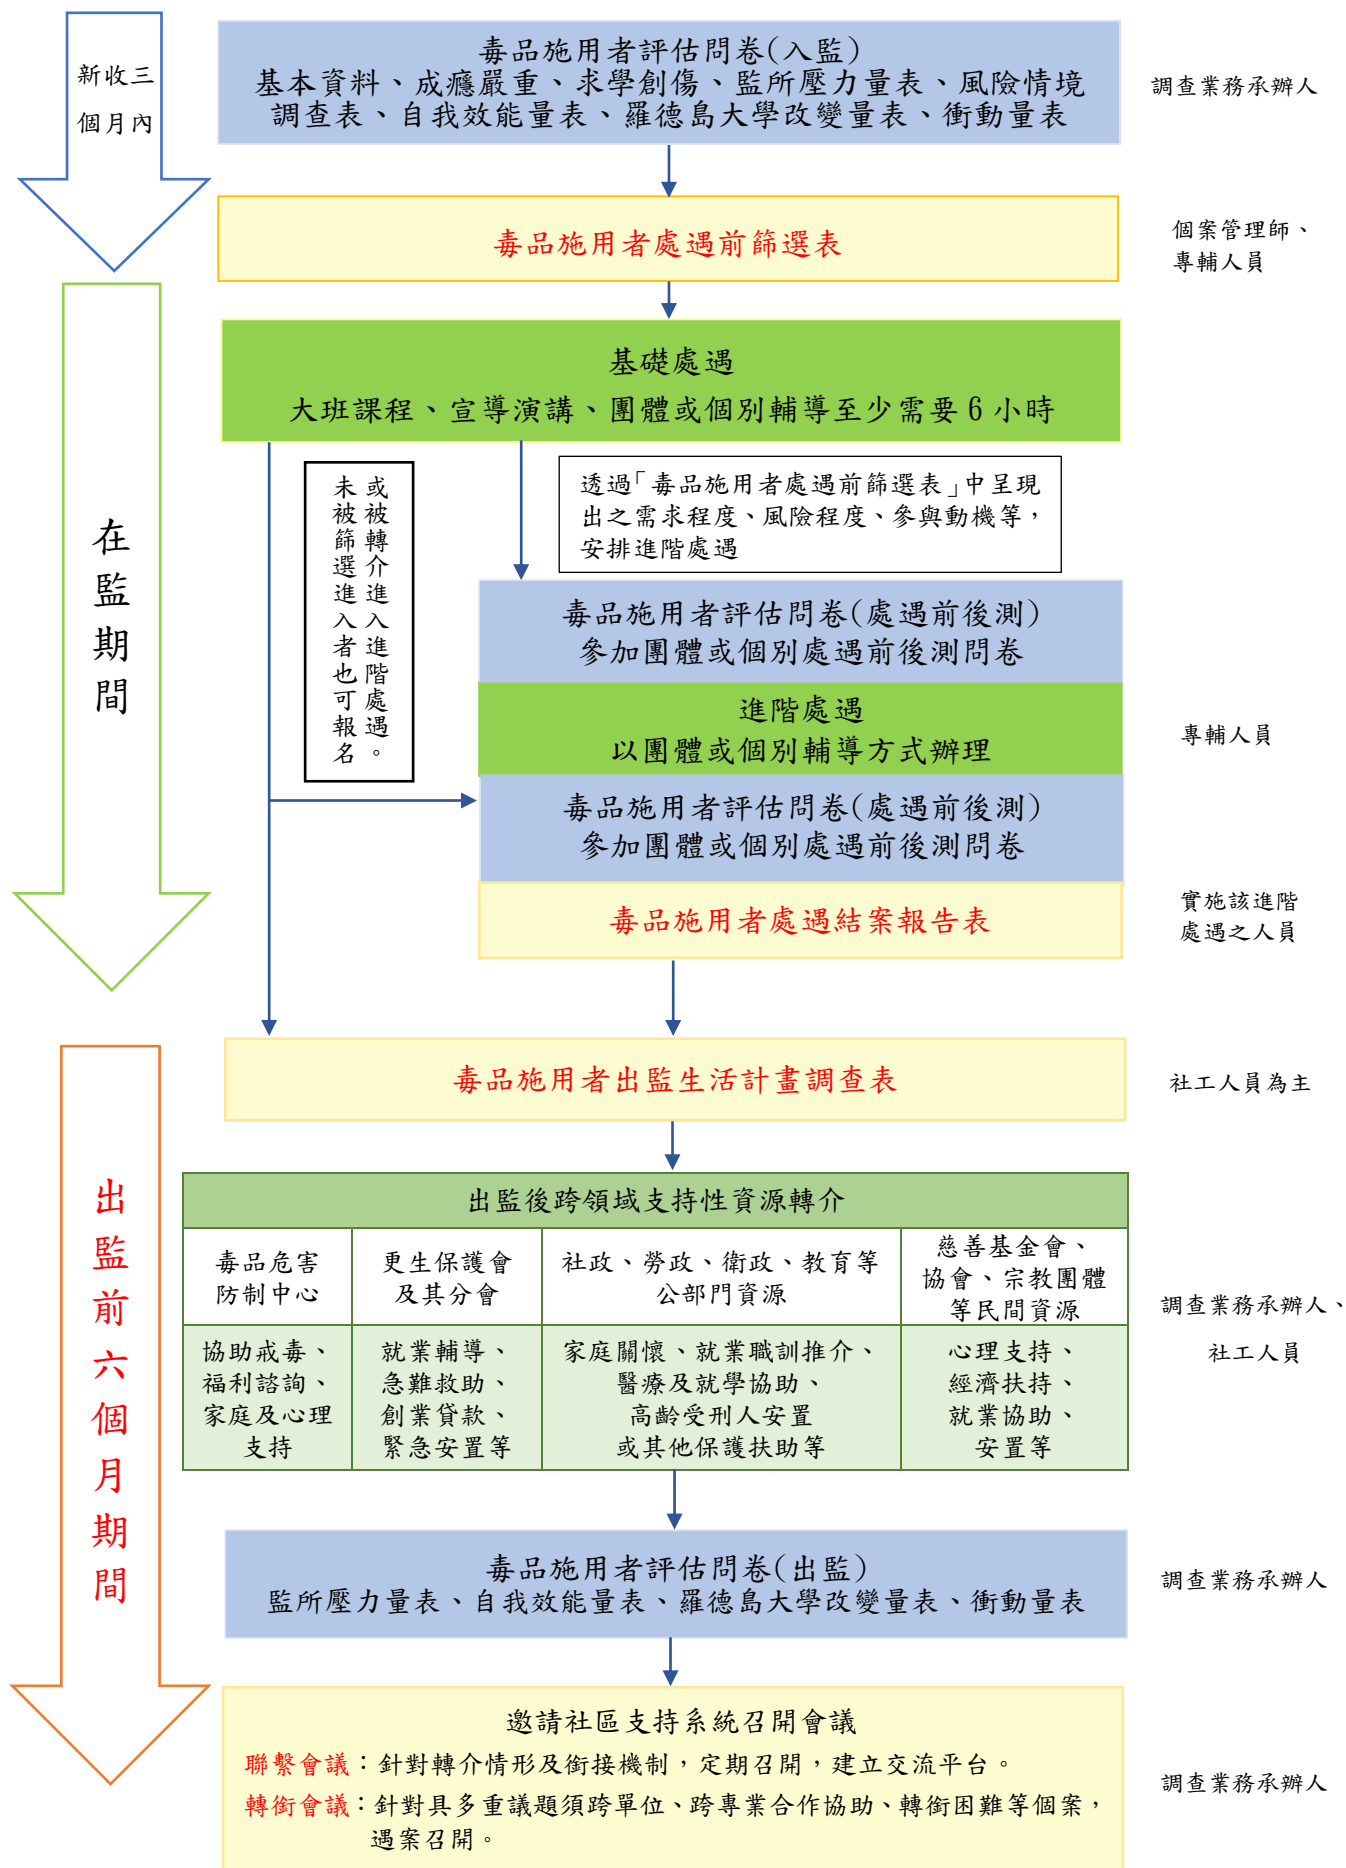 新收三
個月內
毒品施用者評估問卷(入監)
基本資料、成癮嚴重、求學創傷、監所壓力量表、風險情境
調查表、自我效能量表、羅德島大學改變量表、衝動量表
調查業務承辦人
毒品施用者處遇前篩選表
個案管理師、
專輔人員
在監期間
基礎處遇
大班課程、宣導演講、團體或個別輔導至少需要 6 小時
未被篩選進入者也可報名
或被轉介進入進階處遇。
透過「毒品施用者處遇前篩選表」中呈現
出之需求程度、風險程度、參與動機等，
安排進階處遇
毒品施用者評估問卷(處遇前後測)
參加團體或個別處遇前後測問卷
進階處遇
以團體或個別輔導方式辦理
專輔人員
毒品施用者評估問卷(處遇前後測)
參加團體或個別處遇前後測問卷
毒品施用者處遇結案報告表
實施該進階
處遇之人員
出監前六個月期間
毒品施用者出監生活計畫調查表
社工人員為主
出監後跨領域支持性資源轉介
毒品危害
防制中心
更生保護會
及其分會
社政、勞政、衛政、教育等
公部門資源
慈善基金會、
協會、宗教團體
等民間資源
協助戒毒、
福利諮詢、
家庭及心理
支持
就業輔導、
急難救助、
創業貸款、
緊急安置等
家庭關懷、就業職訓推介、
醫療及就學協助、
高齡受刑人安置
或其他保護扶助等
心理支持、
經濟扶持、
就業協助、
安置等
調查業務承辦人、
社工人員
毒品施用者評估問卷(出監)
監所壓力量表、自我效能量表、羅德島大學改變量表、衝動量表
調查業務承辦人
邀請社區支持系統召開會議
聯繫會議：針對轉介情形及銜接機制，定期召開，建立交流平台。
轉銜會議：針對具多重議題須跨單位、跨專業合作協助、轉銜困難等個案，
遇案召開。
調查業務承辦人